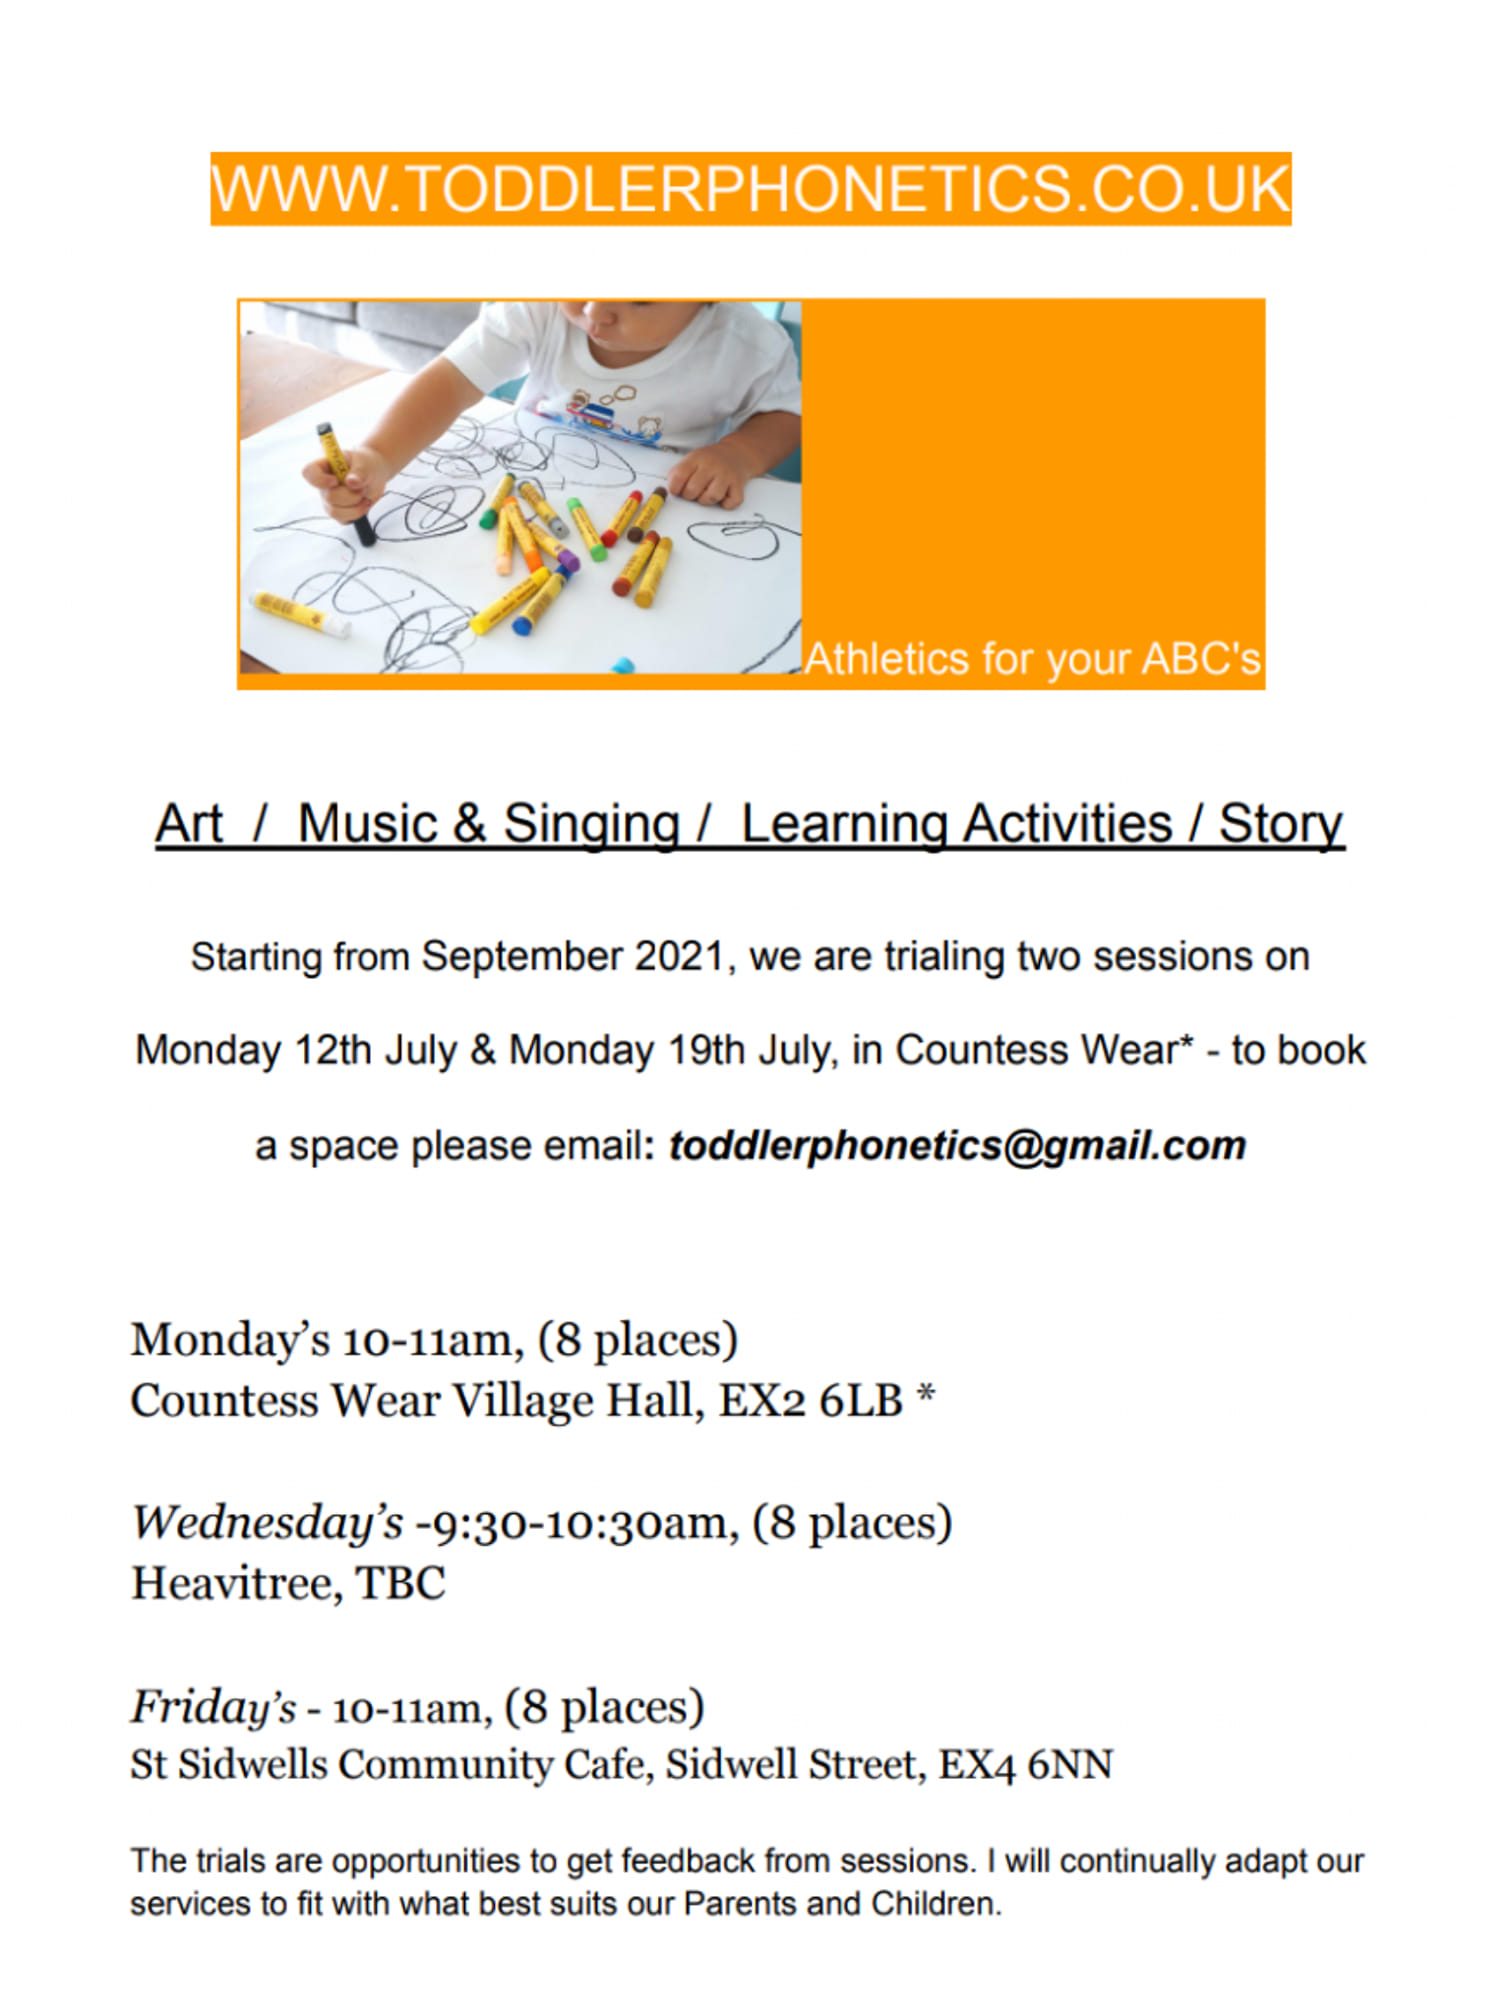 WWW.TODDLERPHONETICS.CO.UK
Athletics for your ABC's
Art / Music & Singing / Learning Activities / Story
Starting from September 2021, we are trialing two sessions on
Monday 12th July & Monday 19th July, in Countess Wear* - to book
a space please email: toddlerphonetics@gmail.com
Monday’s 10-11am, (8 places)
Countess Wear Village Hall, EX2 6LB *
Wednesday’s -9:30-10:30am, (8 places)
Heavitree, TBC
Friday’s - 10-11am, (8 places)
St Sidwells Community Cafe, Sidwell Street, EX4 6NN
The trials are opportunities to get feedback from sessions. I will continually adapt our
services to fit with what best suits our Parents and Children.